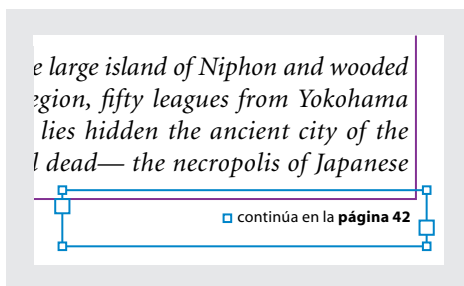 e large island of Niphon and wooded
egion, fifty leagues from Yokohama
lies hidden the ancient city of the
dead— the necropolis of Japanese
continúa en la página 42